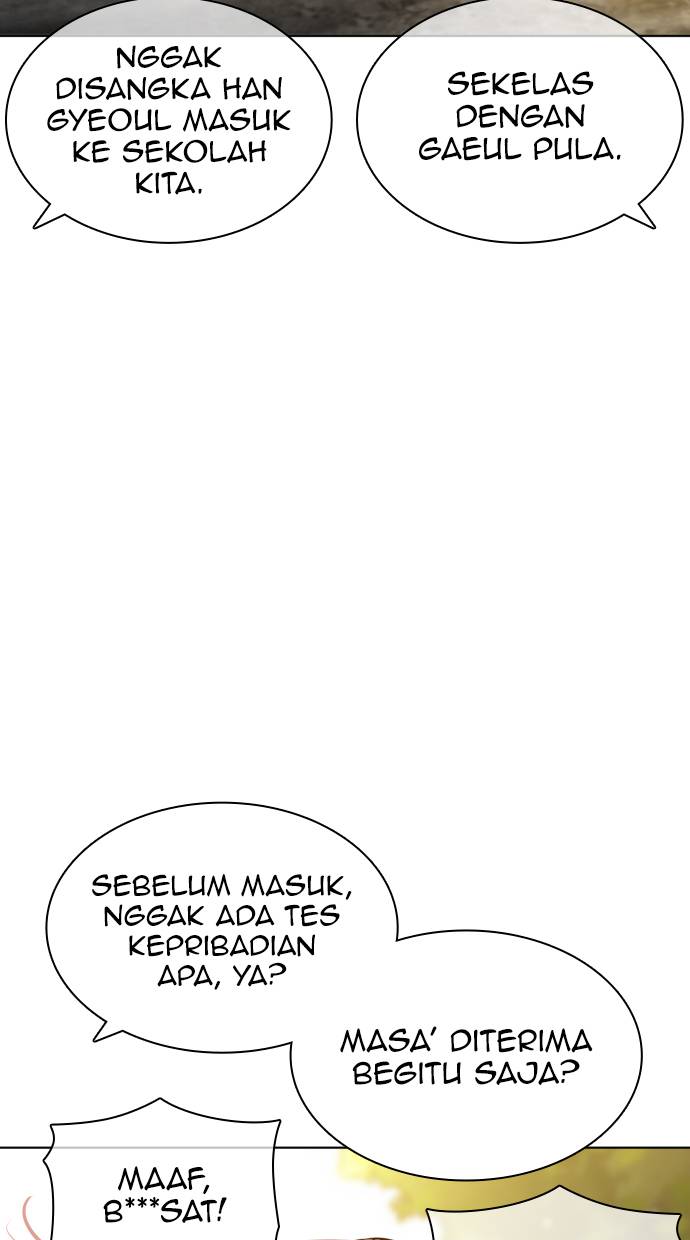 NGGAK
DISANGKA HAN
GYEOUL MASUK
KE SEKOLAH
KITA.
SEKELAS
DENGAN
GAEUL PULA.
SEBELUM MASUK,
NGGAK ADA TES
KEPRIBADIAN
APA, YA?
MASA' DITERIMA
BEGITU SAJA?
MAAF,
B***SAT!